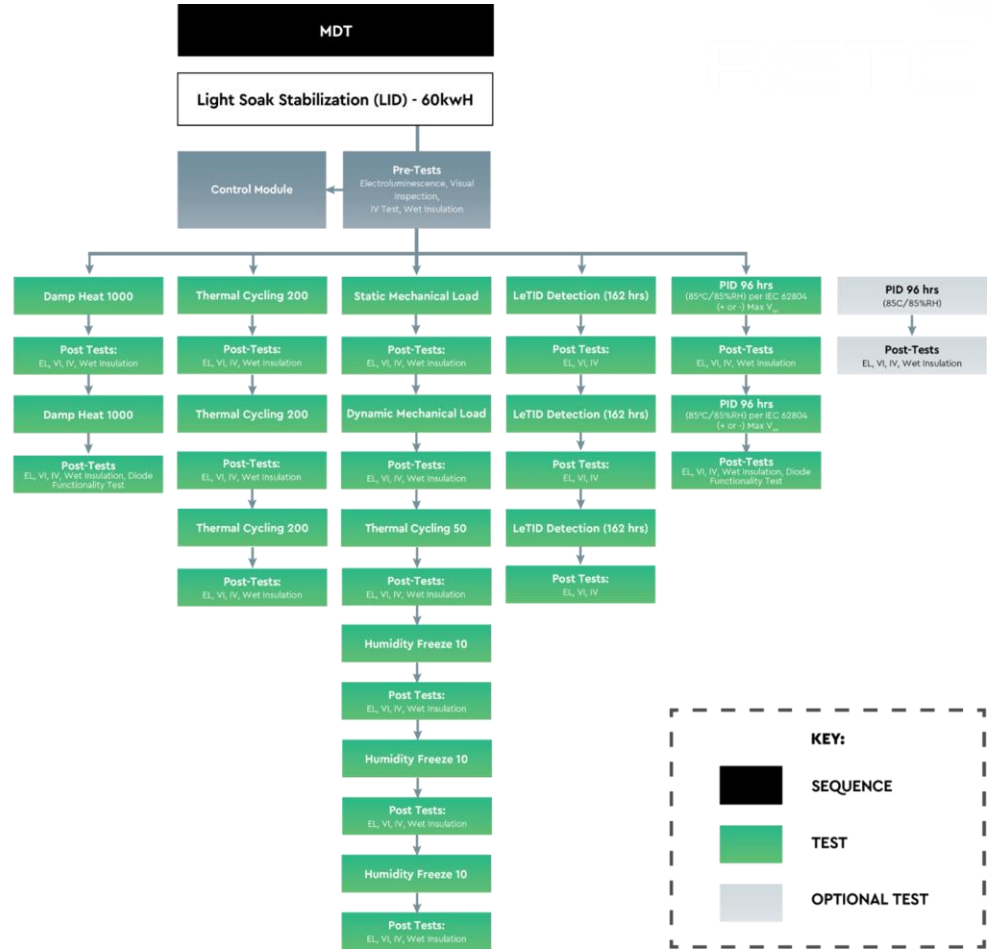 MDT
Light Soak Stabilization (LID) - 60kwH
Control Module
Pre-Tests
Electroluminescence, Visual
Inspection,
IV Test, Wet Insulation
Damp Heat 1000
Post Tests:
EL, VI, IV, Wet Insulation
Damp Heat 1000
Post-Tests
EL, VI, IV, Wet Insulation, Diode
Functionality Test
Thermal Cycling 200
Post-Tests:
EL, VI, IV, Wet Insulation
Thermal Cycling 200
Post-Tests:
EL, VI, IV, Wet Insulation
Thermal Cycling 200
Post-Tests:
EL, VI, IV, Wet Insulation
Static Mechanical Load
Post-Tests:
EL, VI, IV, Wet Insulation
Dynamic Mechanical Load
Post-Tests:
EL, VI, IV, Wet Insulation
Thermal Cycling 50
Post-Tests:
EL, VI, IV, Wet Insulation
Humidity Freeze 10
Post Tests:
EL, VI, IV, Wet Insulation
Humidity Freeze 10
Post Tests:
EL, VI, IV, Wet Insulation
Humidity Freeze 10
Post Tests:
EL, VI, IV, Wet Insulation
LeTID Detection (162 hrs)
Post Tests:
EL, VI, IV
LeTID Detection (162 hrs)
Post-Tests:
EL, VI, IV
LeTID Detection (162 hrs)
Post Tests:
EL, VI, IV
PID 96 hrs
(85°C/85%RH) per IEC 62804
(+ or -) Max V
Post-Tests
EL, VI, IV, Wet Insulation
PID 96 hrs
(85°C/85%RH) per IEC 62804
(+ or -) Max V
Post-Tests
EL, VI, IV, Wet Insulation, Diode
Functionality Test
PID 96 hrs
(85C/85%RH)
Post-Tests
EL, VI, IV, Wet Insulation
KEY:
SEQUENCE
TEST
OPTIONAL TEST